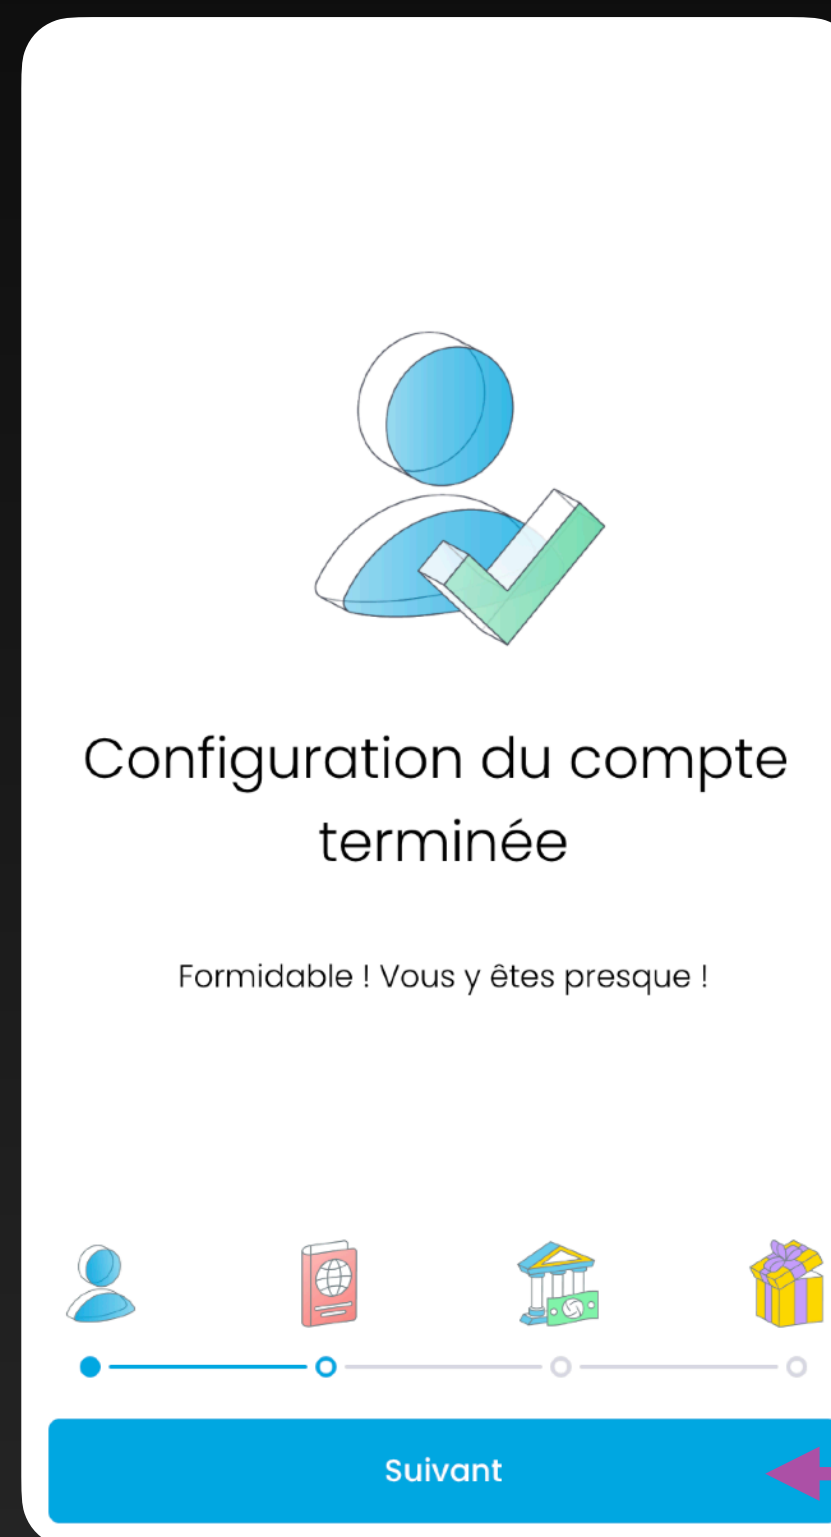 Configuration du compte
terminée
Formidable ! Vous y êtes presque !
Suivant